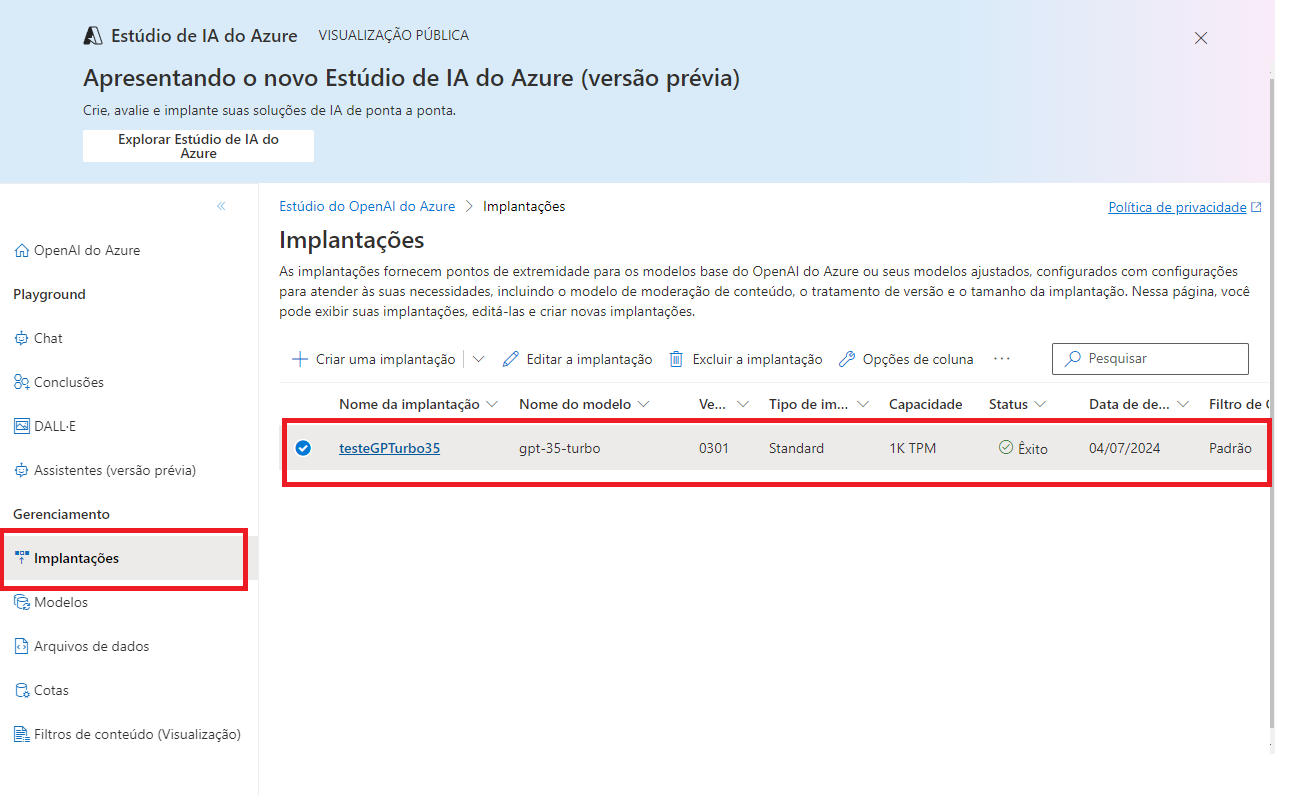 Estúdio de IA do Azure VISUALIZAÇÃO PÚBLICA
Apresentando o novo Estúdio de IA do Azure (versão prévia)
Crie, avalie e implante suas soluções de IA de ponta a ponta.
Explorar Estúdio de IA do
Azure
OpenAI do Azure
Playground
Chat
Conclusões
DALL·E
Assistentes (versão prévia)
Gerenciamento
Implantações
Modelos
Arquivos de dados
Cotas
Filtros de conteúdo (Visualização)
Estúdio do OpenAI do Azure > Implantações
Política de privacidade
Implantações
As implantações fornecem pontos de extremidade para os modelos base do OpenAI do Azure ou seus modelos ajustados, configurados com configurações
para atender às suas necessidades, incluindo o modelo de moderação de conteúdo, o tratamento de versão e o tamanho da implantação. Nessa página, você
pode exibir suas implantações, editá-las e criar novas implantações.
Criar uma implantação Editar a implantação Excluir a implantação Opções de coluna ... Pesquisar
Nome da implantação Nome do modelo Ve... Tipo de im... Capacidade Status Data de de... Filtro de
testeGPTurbo35 gpt-35-turbo 0301 Standard 1K TPM Êxito 04/07/2024 Padrão